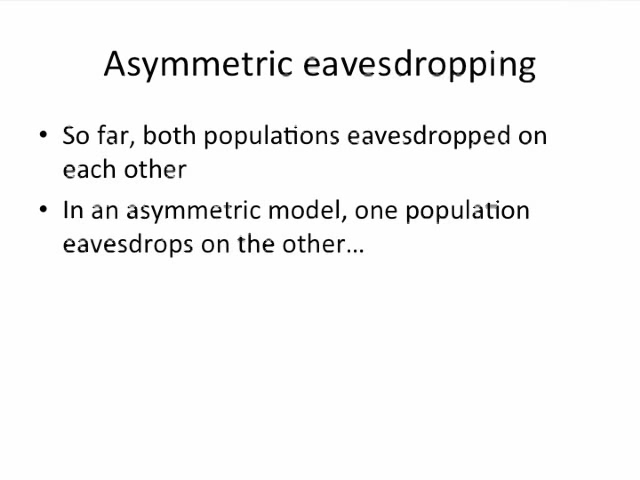 Asymmetric eavesdropping
• So far, both populations eavesdropped on
each other
• In an asymmetric model, one population
eavesdrops on the other…